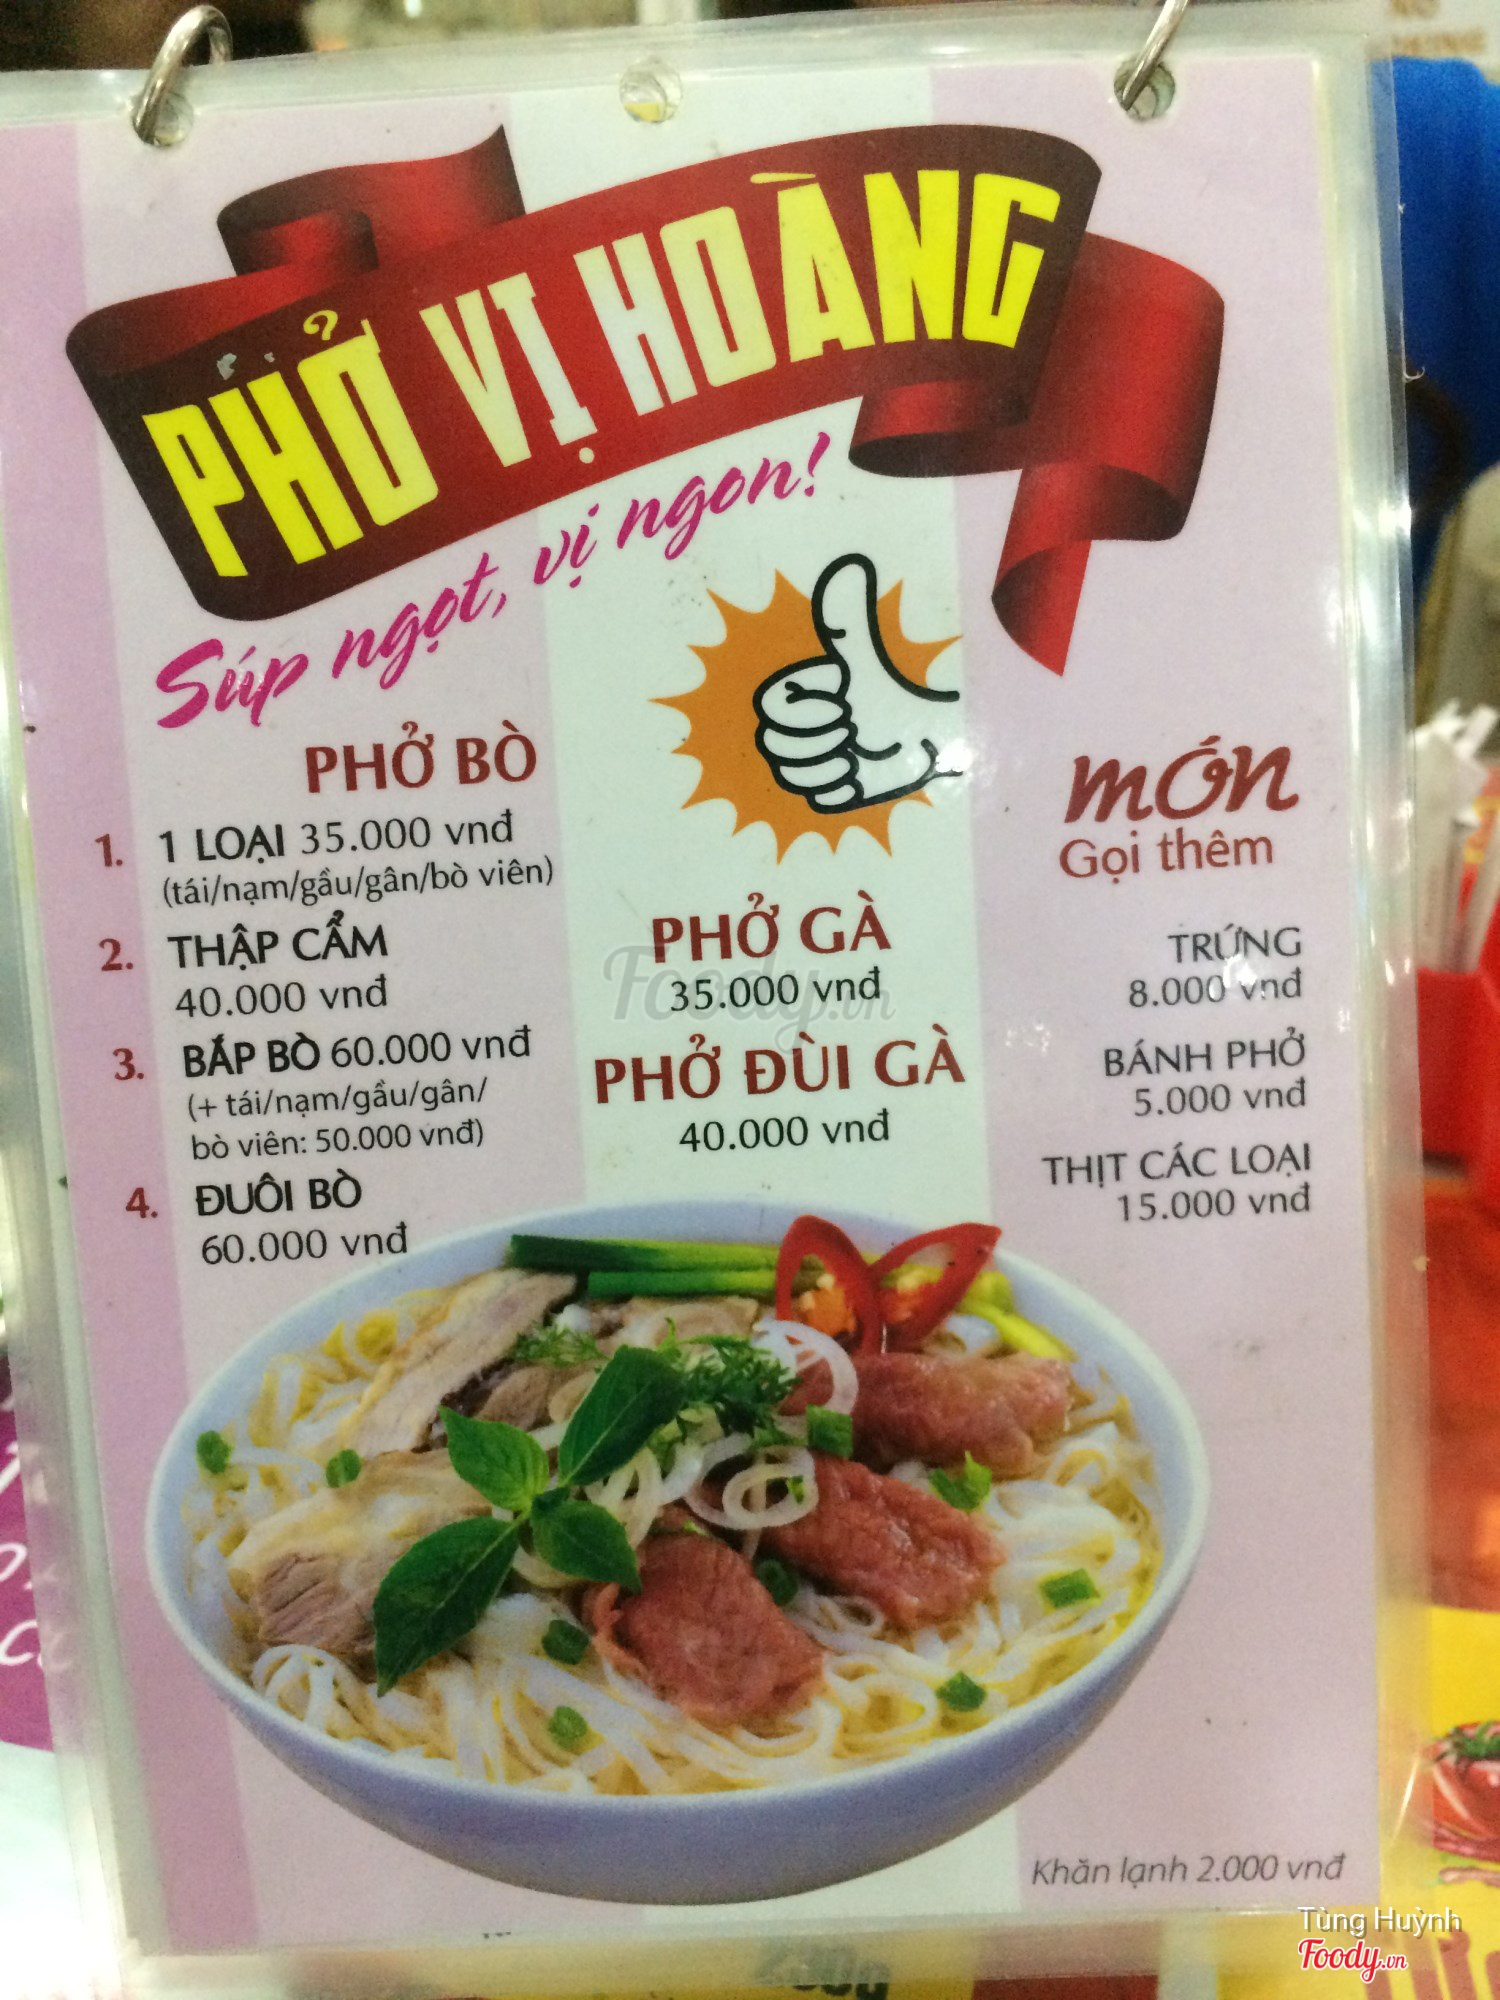 PHỞ VỊ HOÀNG
Súp ngọt, vị ngon!
PHỞ BÒ
1. 1 LOẠI 35.000 vnđ
(tái/nạm/gầu/gân/bò viên)
2. THẬP CẨM
40.000 vnđ
3. BẮP BÒ 60.000 vnđ
(+ tái/nạm/gầu/gân/
bò viên: 50.000 vnđ)
4. ĐUÔI BÒ
60.000 vnđ
PHỞ GÀ
35.000 vnđ
PHỞ ĐÙI GÀ
40.000 vnđ
món
Gọi thêm
TRỨNG
8.000 vnđ
BÁNH PHỞ
5.000 vnđ
THỊT CÁC LOẠI
15.000 vnđ
Khăn lạnh 2.000 vnđ
Foody.vn
Tùng Huỳnh
Foody.vn